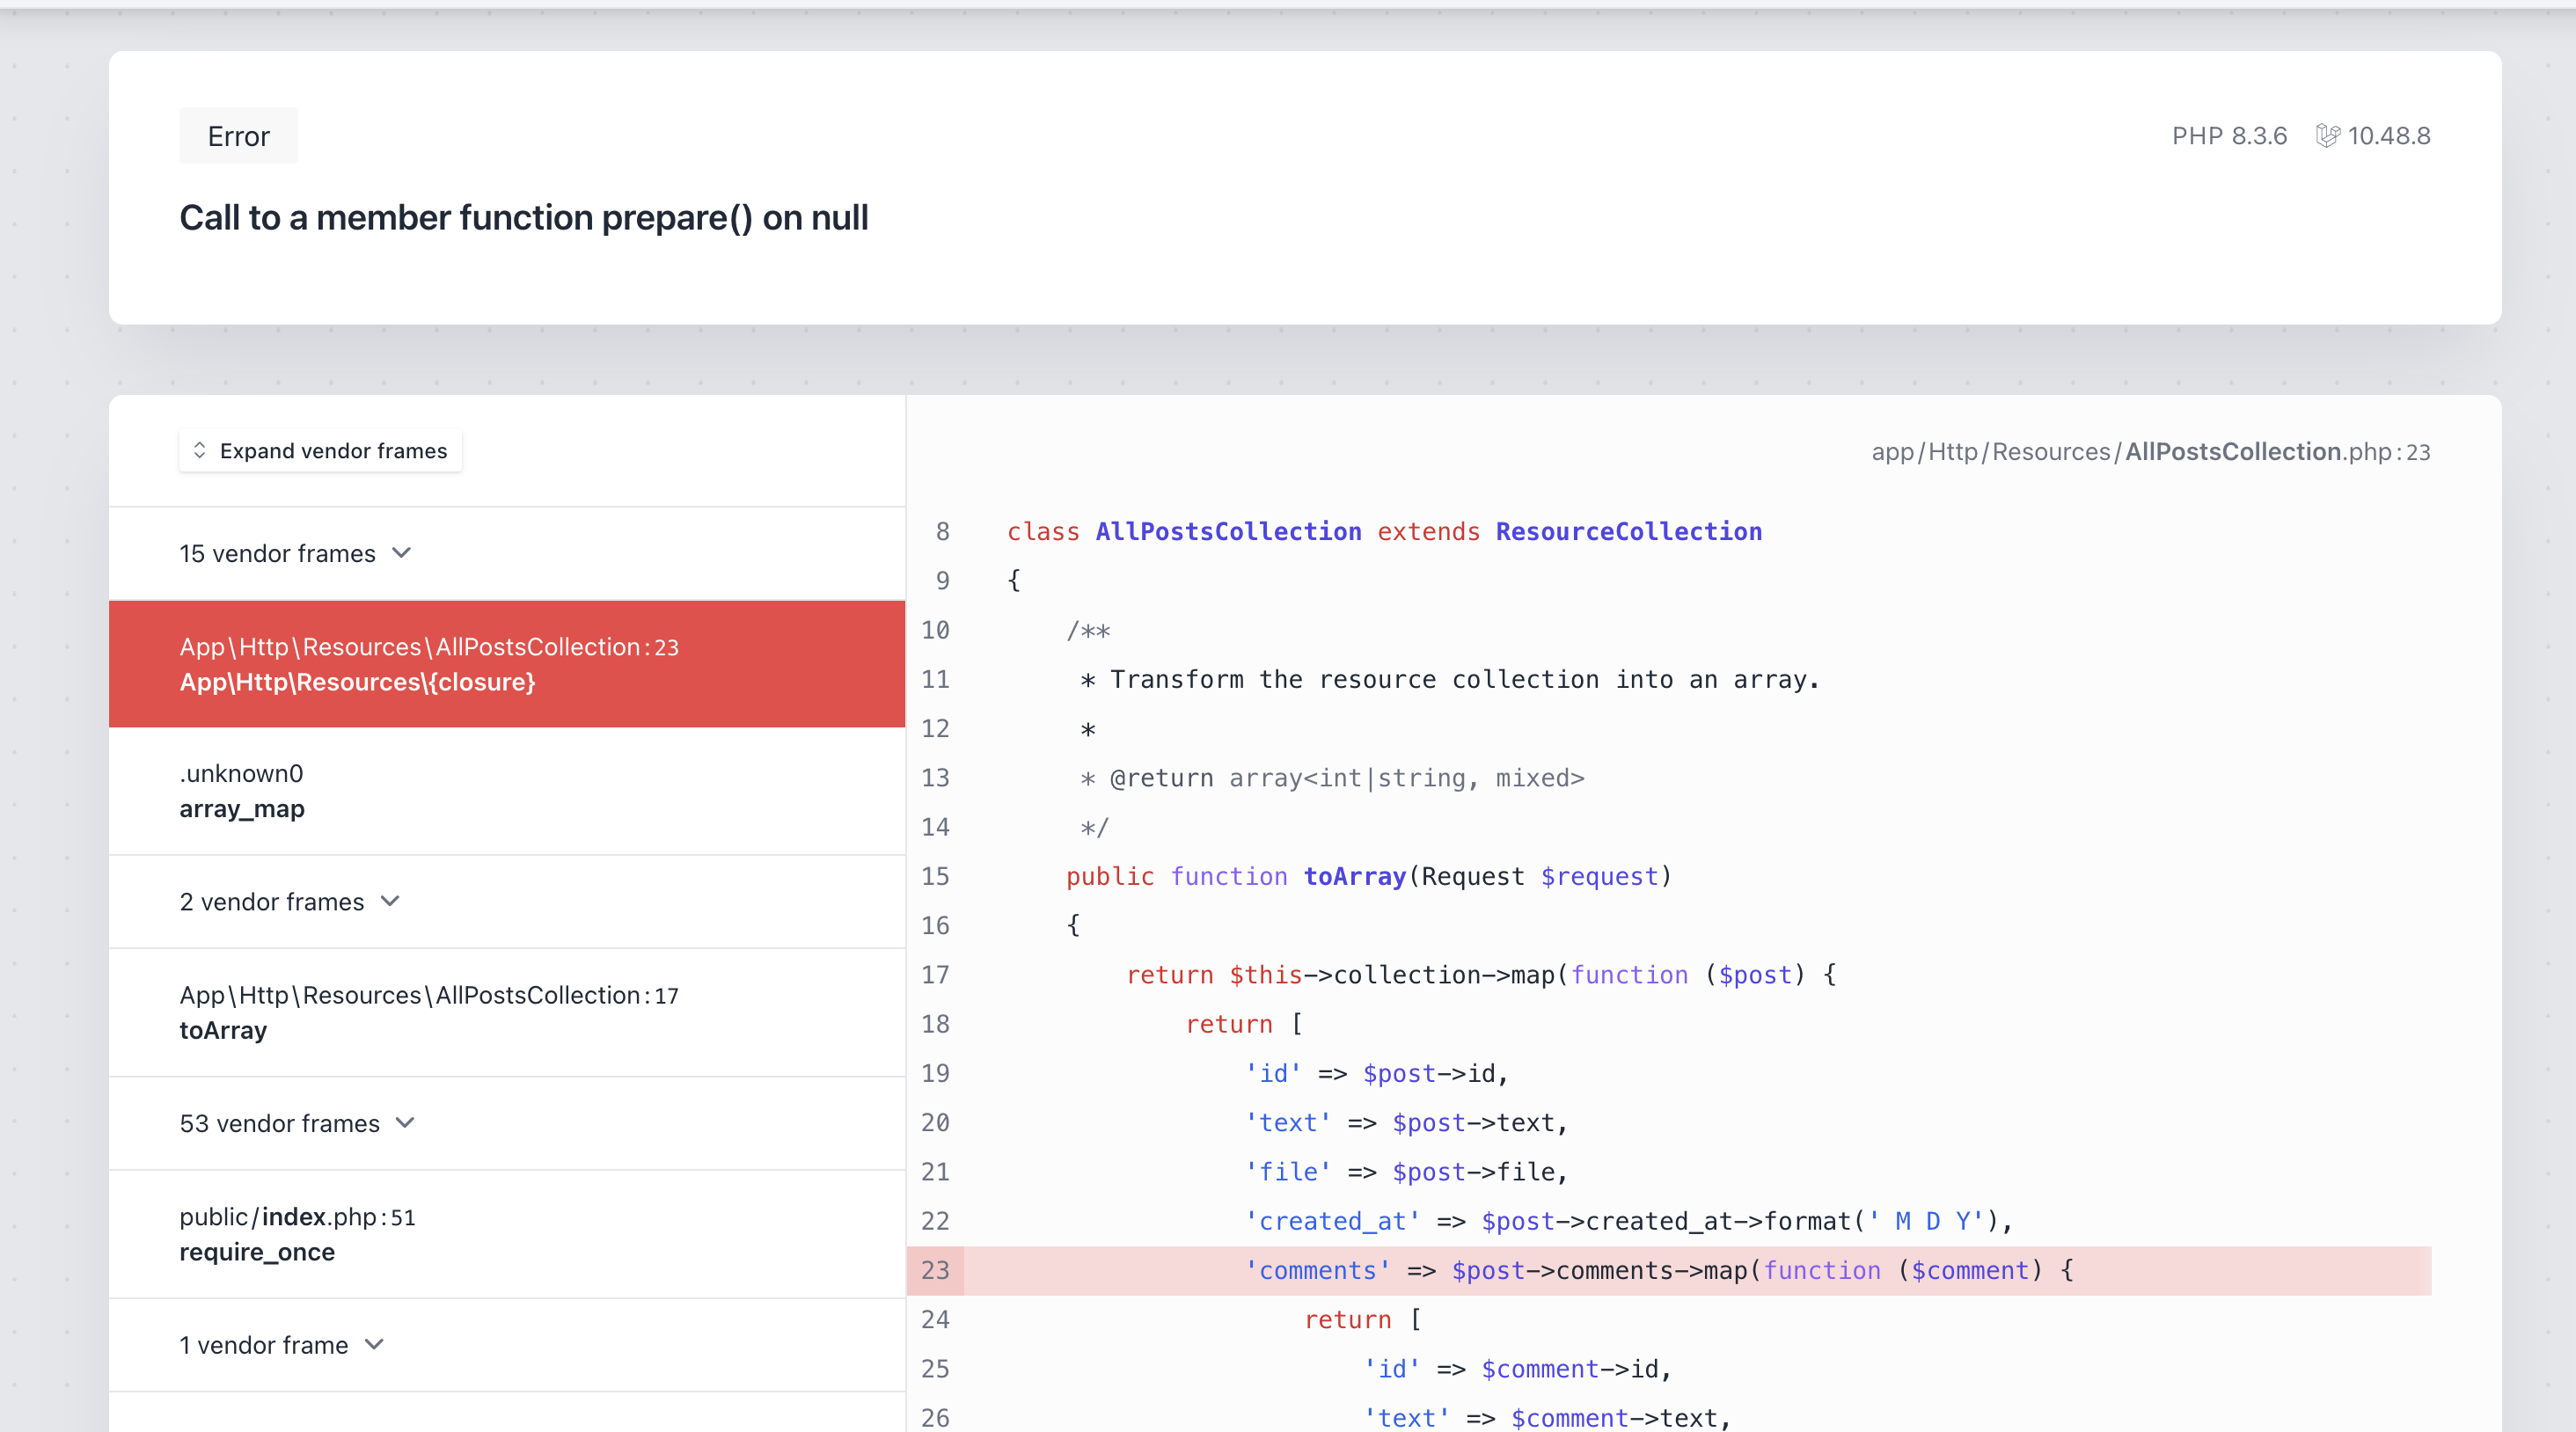 Error
PHP 8.3.6 10.48.8
Call to a member function prepare() on null
Expand vendor frames
15 vendor frames
App\Http\Resources\AllPostsCollection:23
App\Http\Resources\{closure}
.unknown0
array_map
2 vendor frames
App\Http\Resources\AllPostsCollection:17
toArray
53 vendor frames
public/index.php:51
require_once
1 vendor frame
app/Http/Resources/AllPostsCollection.php:23
8 class AllPostsCollection extends ResourceCollection
9 {
10 /**
11 * Transform the resource collection into an array.
12 *
13 * @return array<int|string, mixed>
14 */
15 public function toArray(Request $request)
16 {
17 return $this->collection->map(function ($post) {
18 return [
19 'id' => $post->id,
20 'text' => $post->text,
21 'file' => $post->file,
22 'created_at' => $post->created_at->format(' M D Y'),
23 'comments' => $post->comments->map(function ($comment) {
24 return [
25 'id' => $comment->id,
26 'text' => $comment->text,